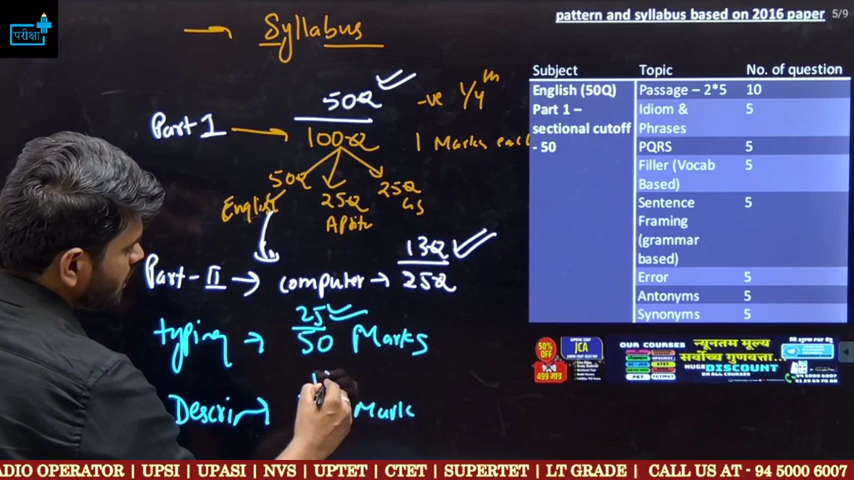 परीक्षा
→ Syllabus
50Q
-ve 1/4th
Part I
100Q
1 Marks each
50Q
25Q
25Q
English
Aptitu
GS
Part-II → computer → 13Q
25Q
typing → 25
50 Marks
Descri → Mark
pattern and syllabus based on 2016 paper 5/9
Subject Topic No. of question
English (50Q) Passage – 2*5 10
Part 1 – Idiom & 5
sectional cutoff Phrases
- 50 PQRS 5
Filler (Vocab 5
Based)
Sentence 5
Framing
(grammar
based)
Error 5
Antonyms 5
Synonyms 5
50% OFF
499 मात्र
JCA
OUR COURSES
न्यूनतम मूल्य
सर्वोच्च गुणवत्ता...
HUGE DISCOUNT
ON ALL COURSES
ADIO OPERATOR | UPSI | UPASI | NVS | UPTET | CTET | SUPERTET | LT GRADE | CALL US AT - 94 5000 6007